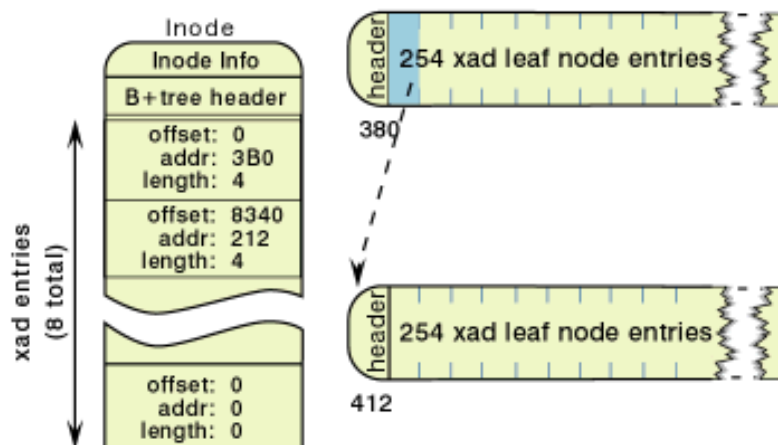 Inode
Inode Info
B+tree header
offset: 0
addr: 3B0
length: 4
offset: 8340
addr: 212
length: 4
offset: 0
addr: 0
length: 0
xad entries
(8 total)
header
254 xad leaf node entries
380
header
254 xad leaf node entries
412